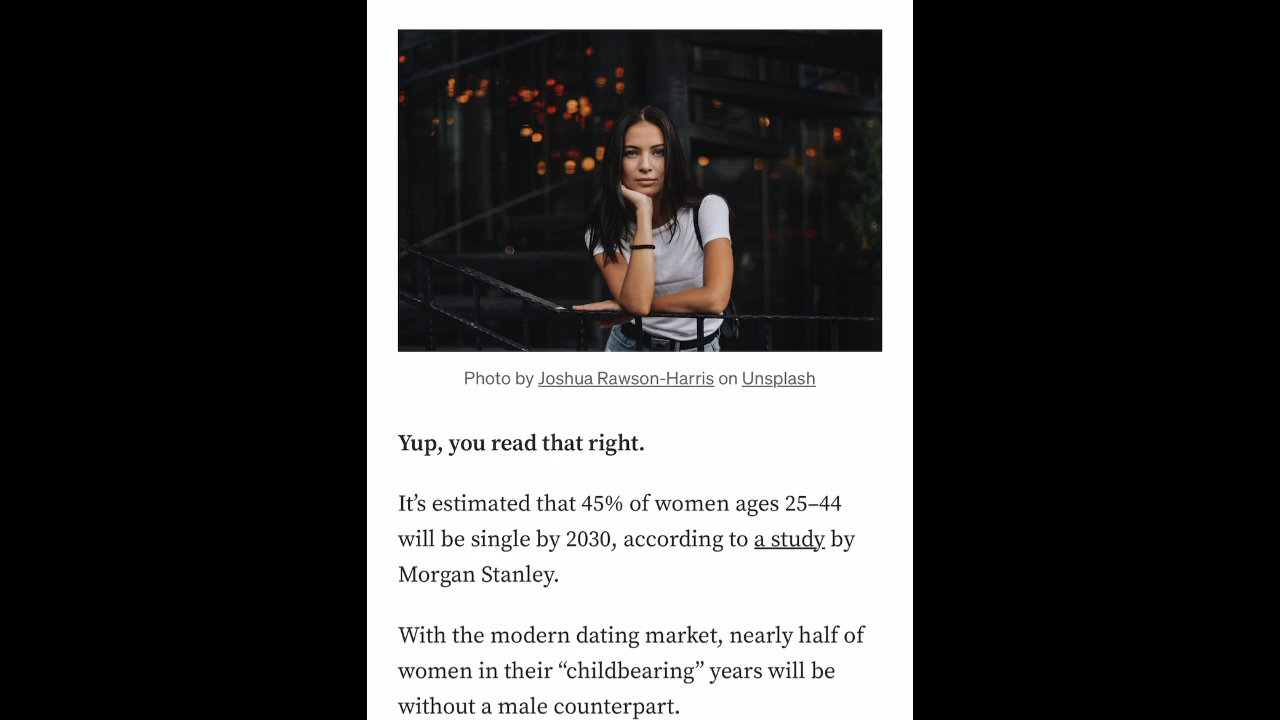 Photo by Joshua Rawson-Harris on Unsplash
Yup, you read that right.
It’s estimated that 45% of women ages 25–44
will be single by 2030, according to a study by
Morgan Stanley.
With the modern dating market, nearly half of
women in their “childbearing” years will be
without a male counterpart.